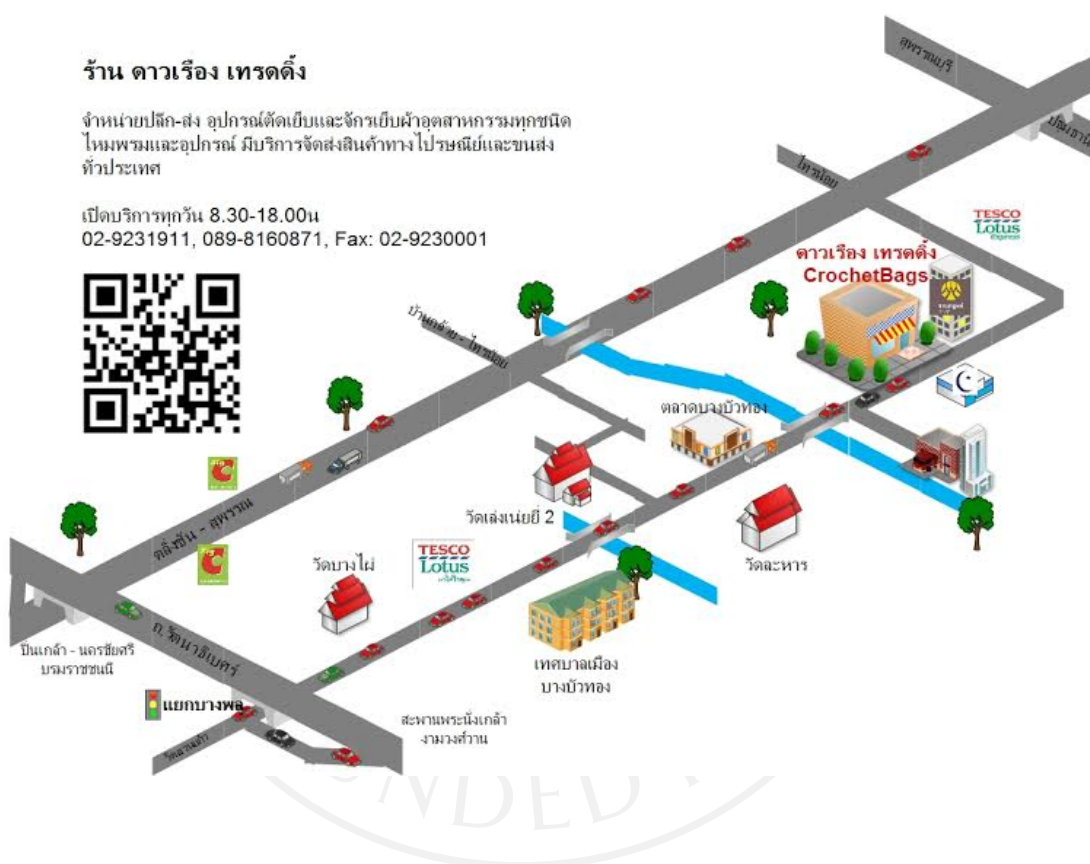 ร้าน ดาวเรือง เทรดดิ้ง
จำหน่ายปลีก-ส่ง อุปกรณ์ตัดเย็บและจักรเย็บผ้าอุตสาหกรรมทุกชนิด
ไหมพรมและอุปกรณ์ มีบริการจัดส่งสินค้าทางไปรษณีย์และขนส่ง
ทั่วประเทศ
เปิดบริการทุกวัน 8.30-18.00น
02-9231911, 089-8160871, Fax: 02-9230001
สุพรรณบุรี
ปทุมธานี
ไทรน้อย
TESCO
Lotus
Express
ดาวเรือง เทรดดิ้ง
CrochetBags
บ้านกล้วย - ไทรน้อย
ตลาดบางบัวทอง
วัดเล่งเน่ยยี่ 2
วัดละหาร
ตลิ่งชัน - สุพรรณ
Big
C
C
TESCO
Lotus
วัดบางไผ่
เทศบาลเมือง
บางบัวทอง
ถ.รัตนาธิเบศร์
ปิ่นเกล้า - นครชัยศรี
บรมราชชนนี
แยกบางพลู
สะพานพระนั่งเกล้า
งามวงศ์วาน
NDED